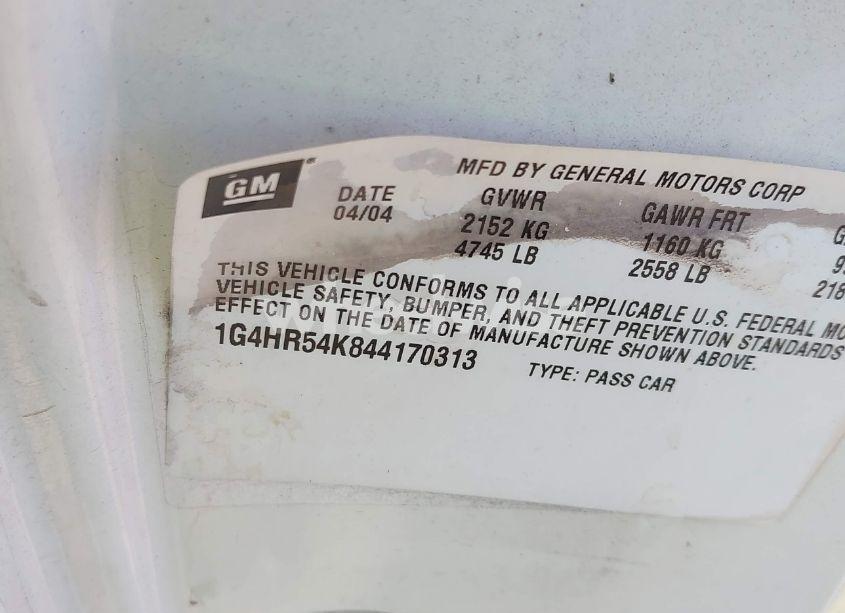 GM
MFD BY GENERAL MOTORS CORP
DATE GVWR GAWR FRT
04/04 2152 KG 1160 KG
4745 LB 2558 LB
THIS VEHICLE CONFORMS TO ALL APPLICABLE U.S. FEDERAL
VEHICLE SAFETY, BUMPER, AND THEFT PREVENTION STANDARDS
EFFECT ON THE DATE OF MANUFACTURE SHOWN ABOVE.
1G4HR54K844170313
TYPE: PASS CAR